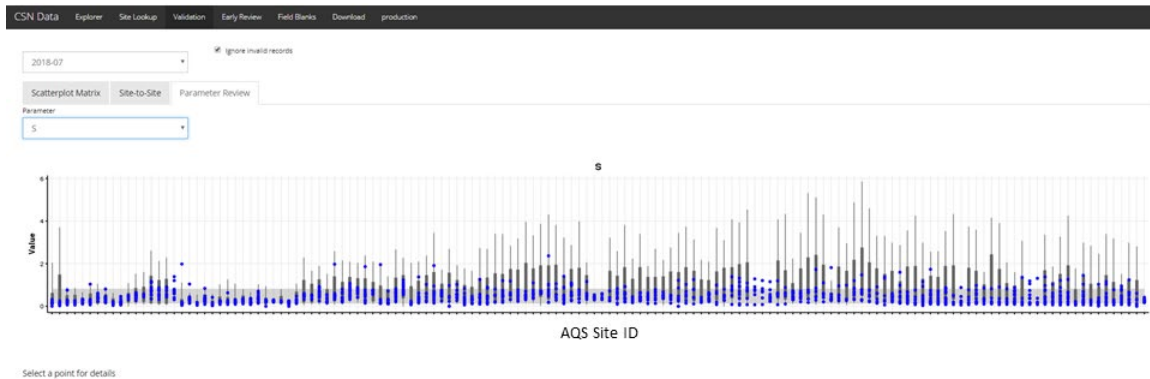 CSN Data Explorer Site Lookup Validation Early Review Field Blanks Download production
Ignore invalid records
2018-07
Scatterplot Matrix Site-to-Site Parameter Review
Parameter
S
S
6
4
2
0
Value
AQS Site ID
Select a point for details